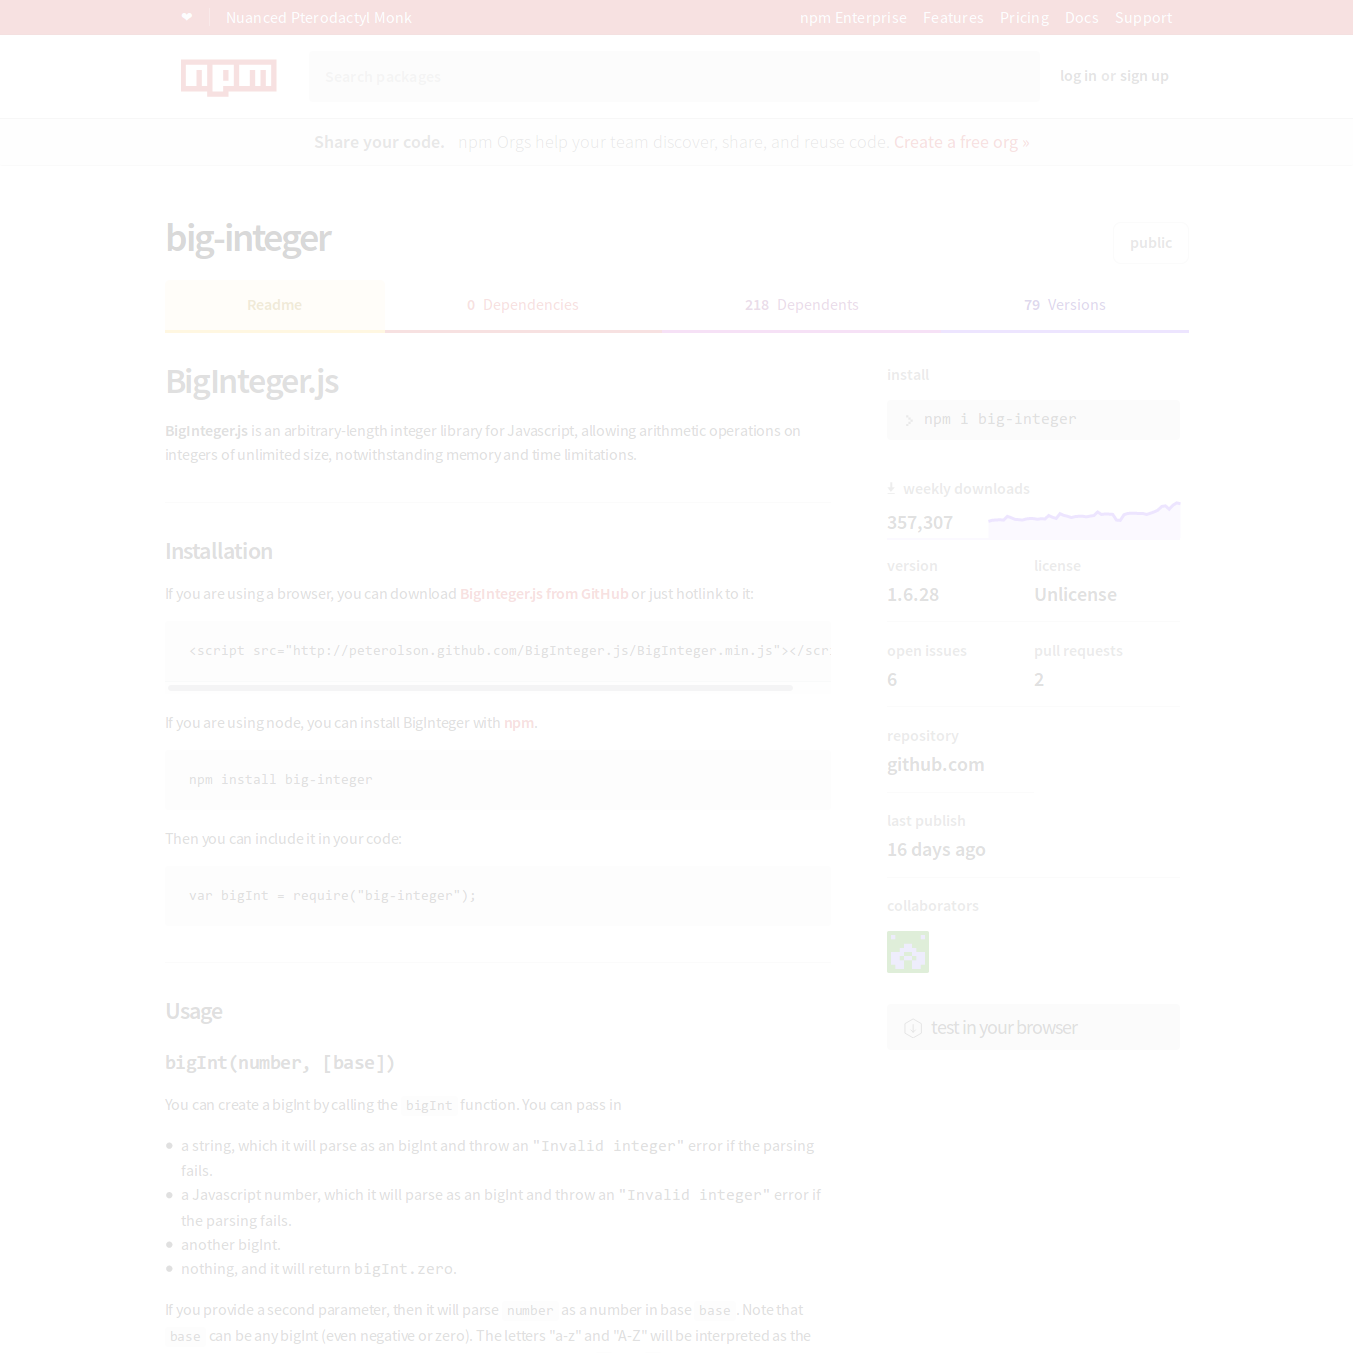 ❤ Nuanced Pterodactyl Monk npm Enterprise Features Pricing Docs Support
npm Search packages log in or sign up
Share your code. npm Orgs help your team discover, share, and reuse code. Create a free org »
big-integer
public
Readme 0 Dependencies 218 Dependents 79 Versions
BigInteger.js
BigInteger.js is an arbitrary-length integer library for Javascript, allowing arithmetic operations on
integers of unlimited size, notwithstanding memory and time limitations.
Installation
If you are using a browser, you can download BigInteger.js from GitHub or just hotlink to it:
<script src="http://peterolson.github.com/BigInteger.js/BigInteger.min.js"></scr
If you are using node, you can install BigInteger with npm.
npm install big-integer
Then you can include it in your code:
var bigInt = require("big-integer");
Usage
bigInt(number, [base])
You can create a bigInt by calling the bigInt function. You can pass in
● a string, which it will parse as an bigInt and throw an "Invalid integer" error if the parsing
fails.
● a Javascript number, which it will parse as an bigInt and throw an "Invalid integer" error if
the parsing fails.
● another bigInt.
● nothing, and it will return bigInt.zero.
If you provide a second parameter, then it will parse number as a number in base base. Note that
base can be any bigInt (even negative or zero). The letters "a-z" and "A-Z" will be interpreted as the
install
> npm i big-integer
weekly downloads
357,307
version license
1.6.28 Unlicense
open issues pull requests
6 2
repository
github.com
last publish
16 days ago
collaborators
test in your browser